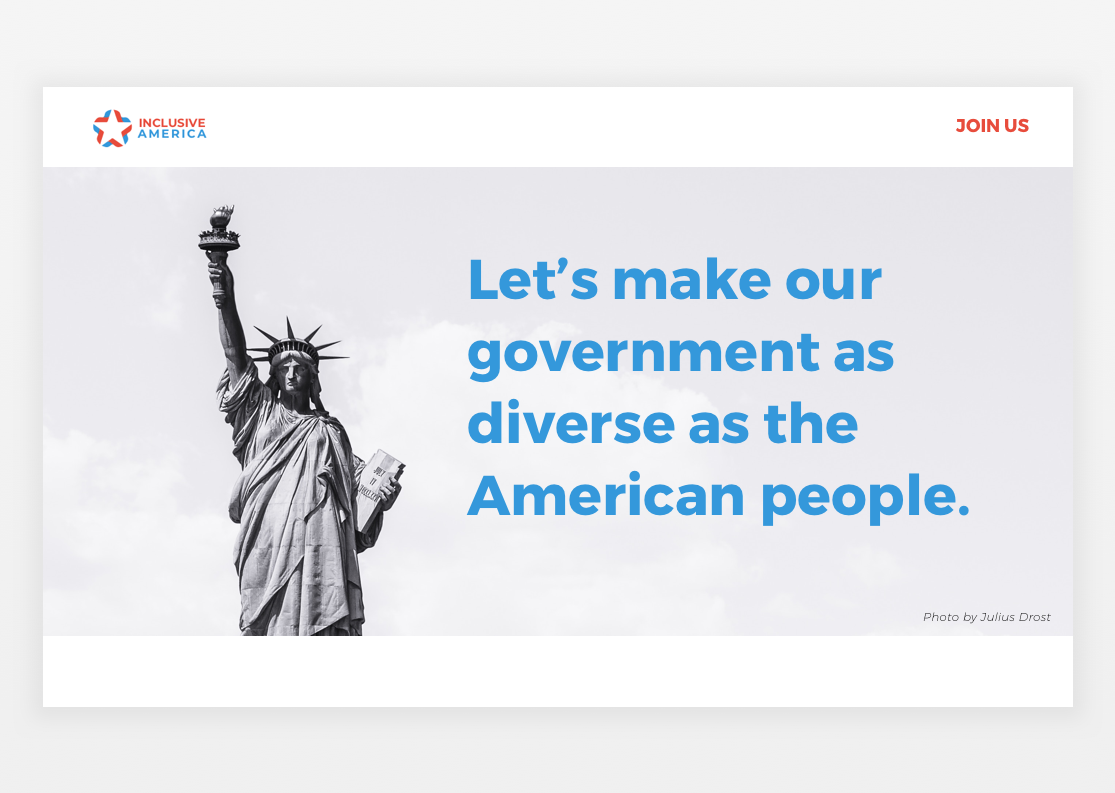 INCLUSIVE
AMERICA
JOIN US
Let’s make our
government as
diverse as the
American people.
Photo by Julius Drost